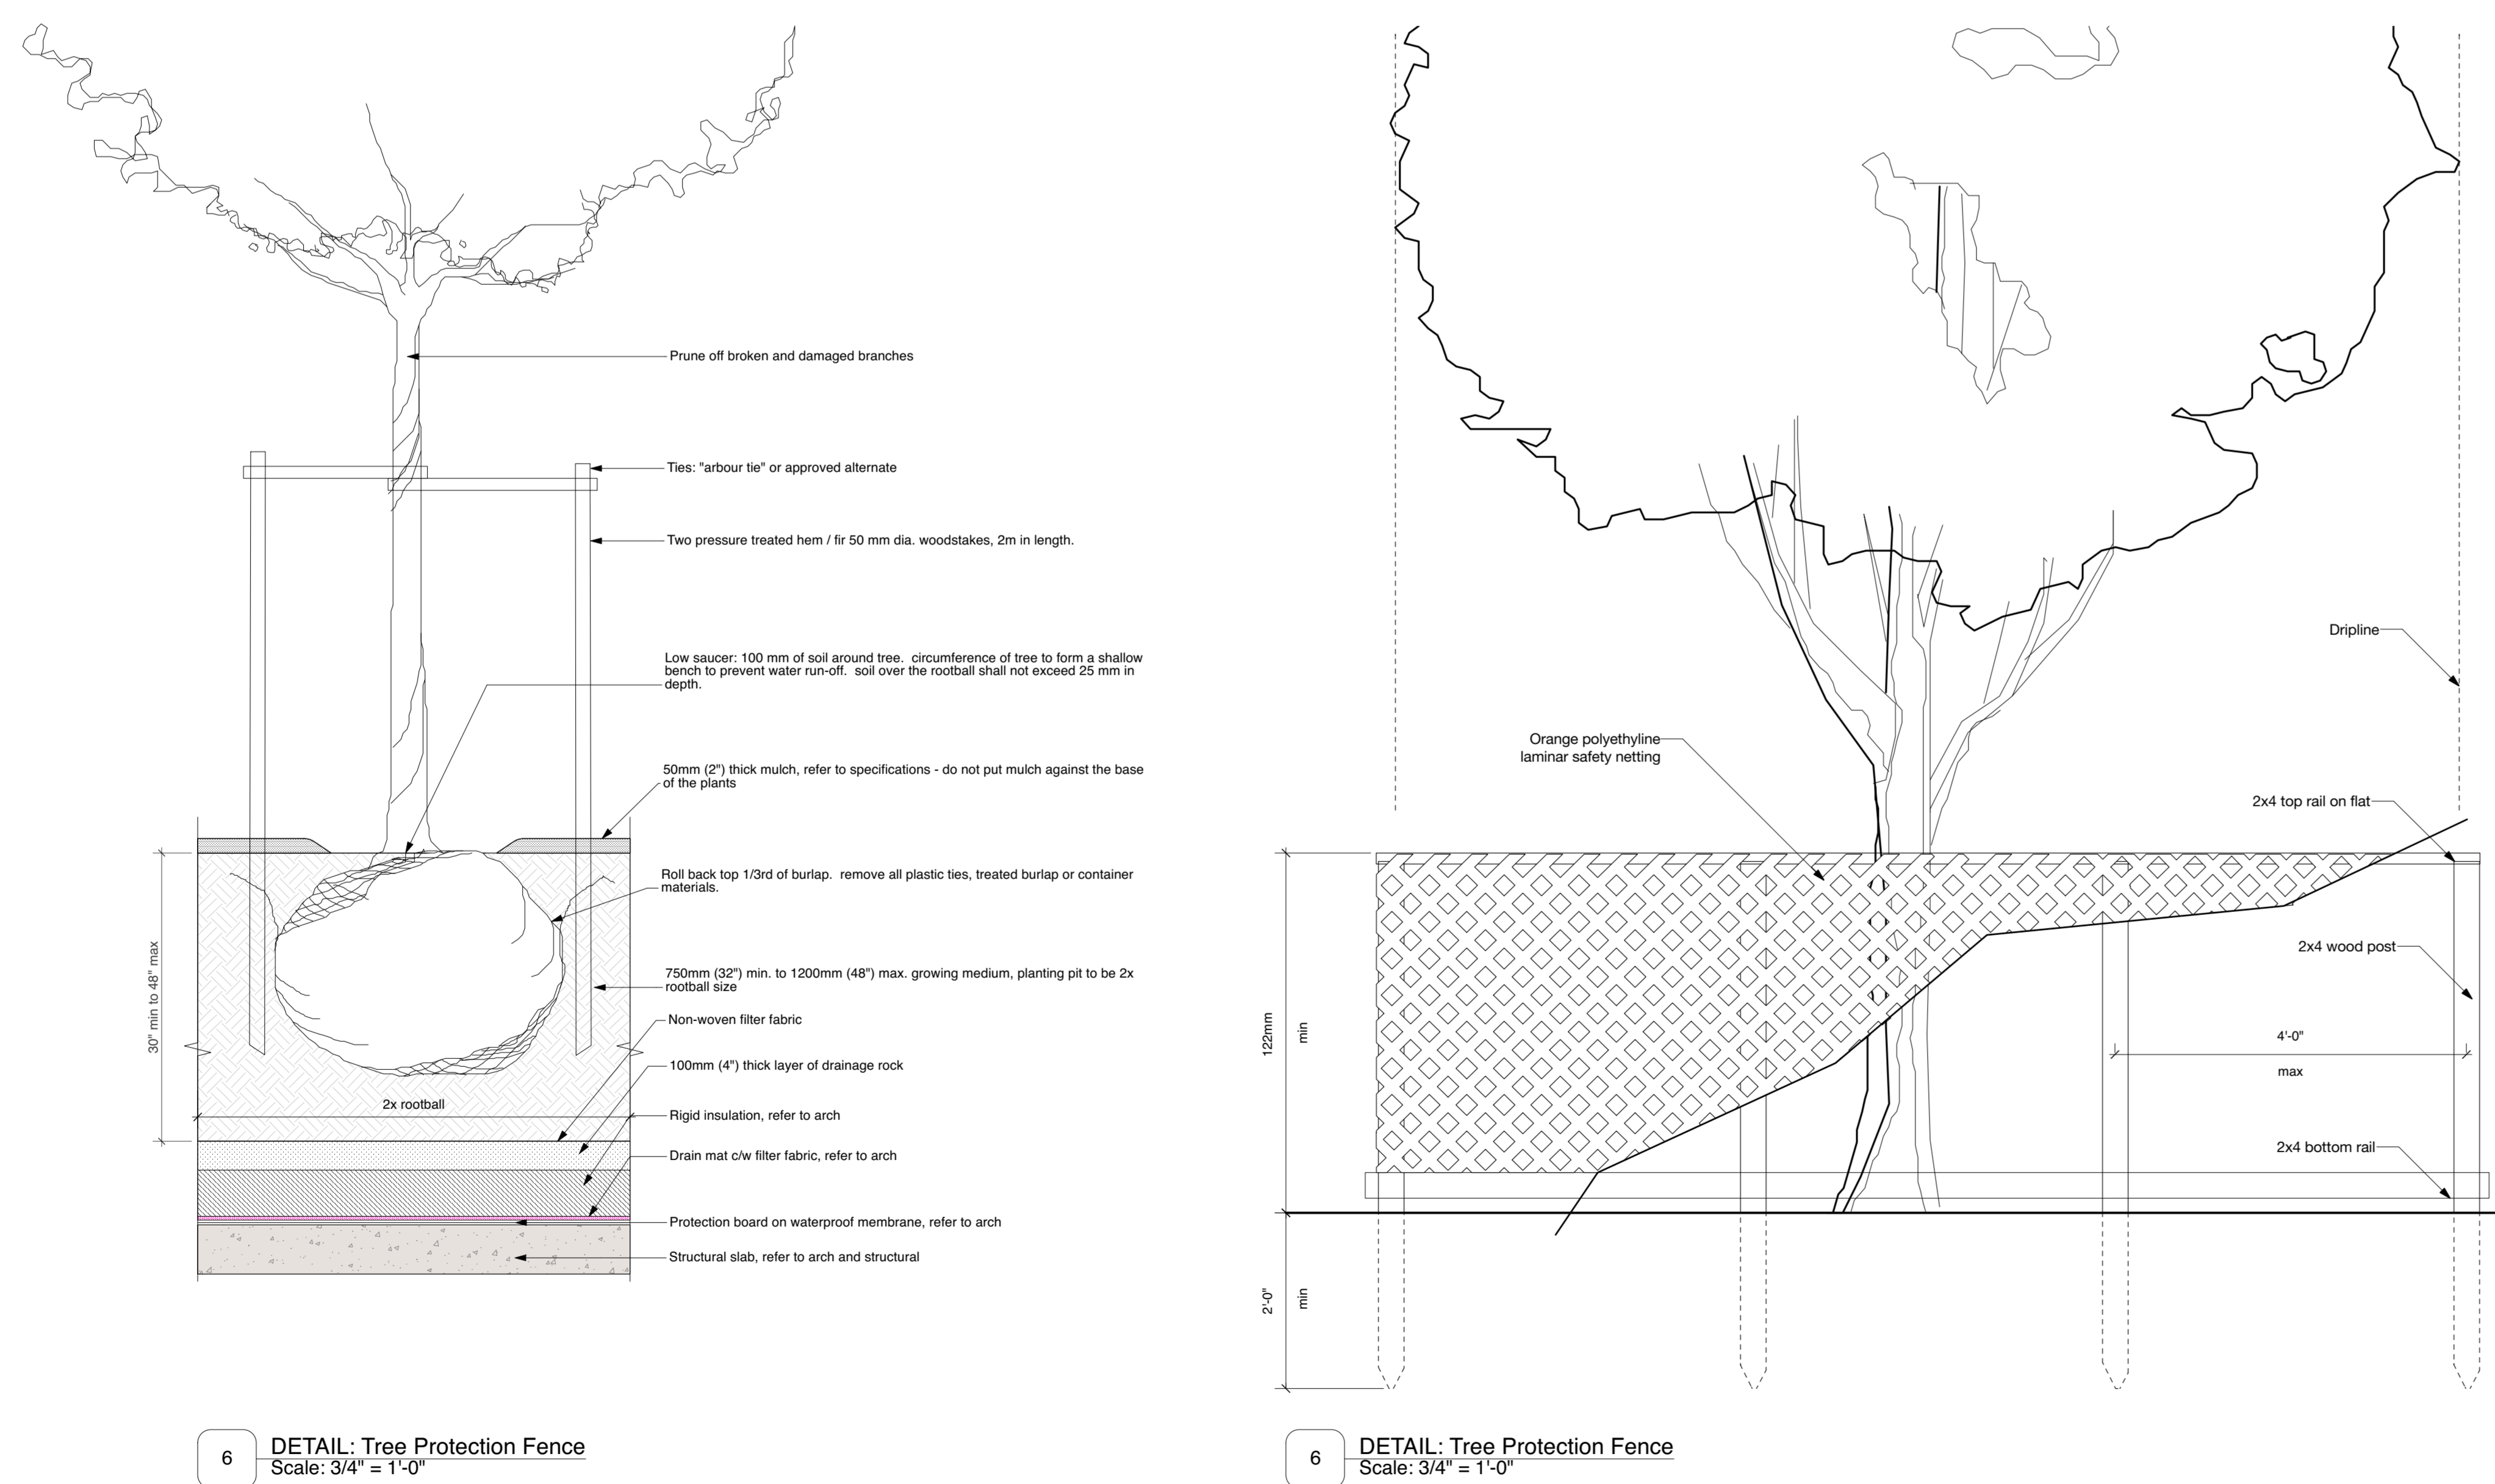 Prune off broken and damaged branches
Ties: "arbour tie" or approved alternate
Two pressure treated hem / fir 50 mm dia. woodstakes, 2m in length.
Low saucer: 100 mm of soil around tree.  circumference of tree to form a shallow
bench to prevent water run-off.  soil over the rootball shall not exceed 25 mm in
depth.
50mm (2") thick mulch, refer to specifications - do not put mulch against the base
of the plants
Roll back top 1/3rd of burlap.  remove all plastic ties, treated burlap or container
materials.
750mm (32") min. to 1200mm (48") max. growing medium, planting pit to be 2x
rootball size
Non-woven filter fabric
100mm (4") thick layer of drainage rock
Rigid insulation, refer to arch
Drain mat c/w filter fabric, refer to arch
Protection board on waterproof membrane, refer to arch
Structural slab, refer to arch and structural
30" min to 48" max
2x rootball
6
DETAIL: Tree Protection Fence
Scale: 3/4" = 1'-0"
Dripline
Orange polyethyline
laminar safety netting
2x4 top rail on flat
2x4 wood post
4'-0"
max
2x4 bottom rail
122mm
min
2'-0"
min
6
DETAIL: Tree Protection Fence
Scale: 3/4" = 1'-0"